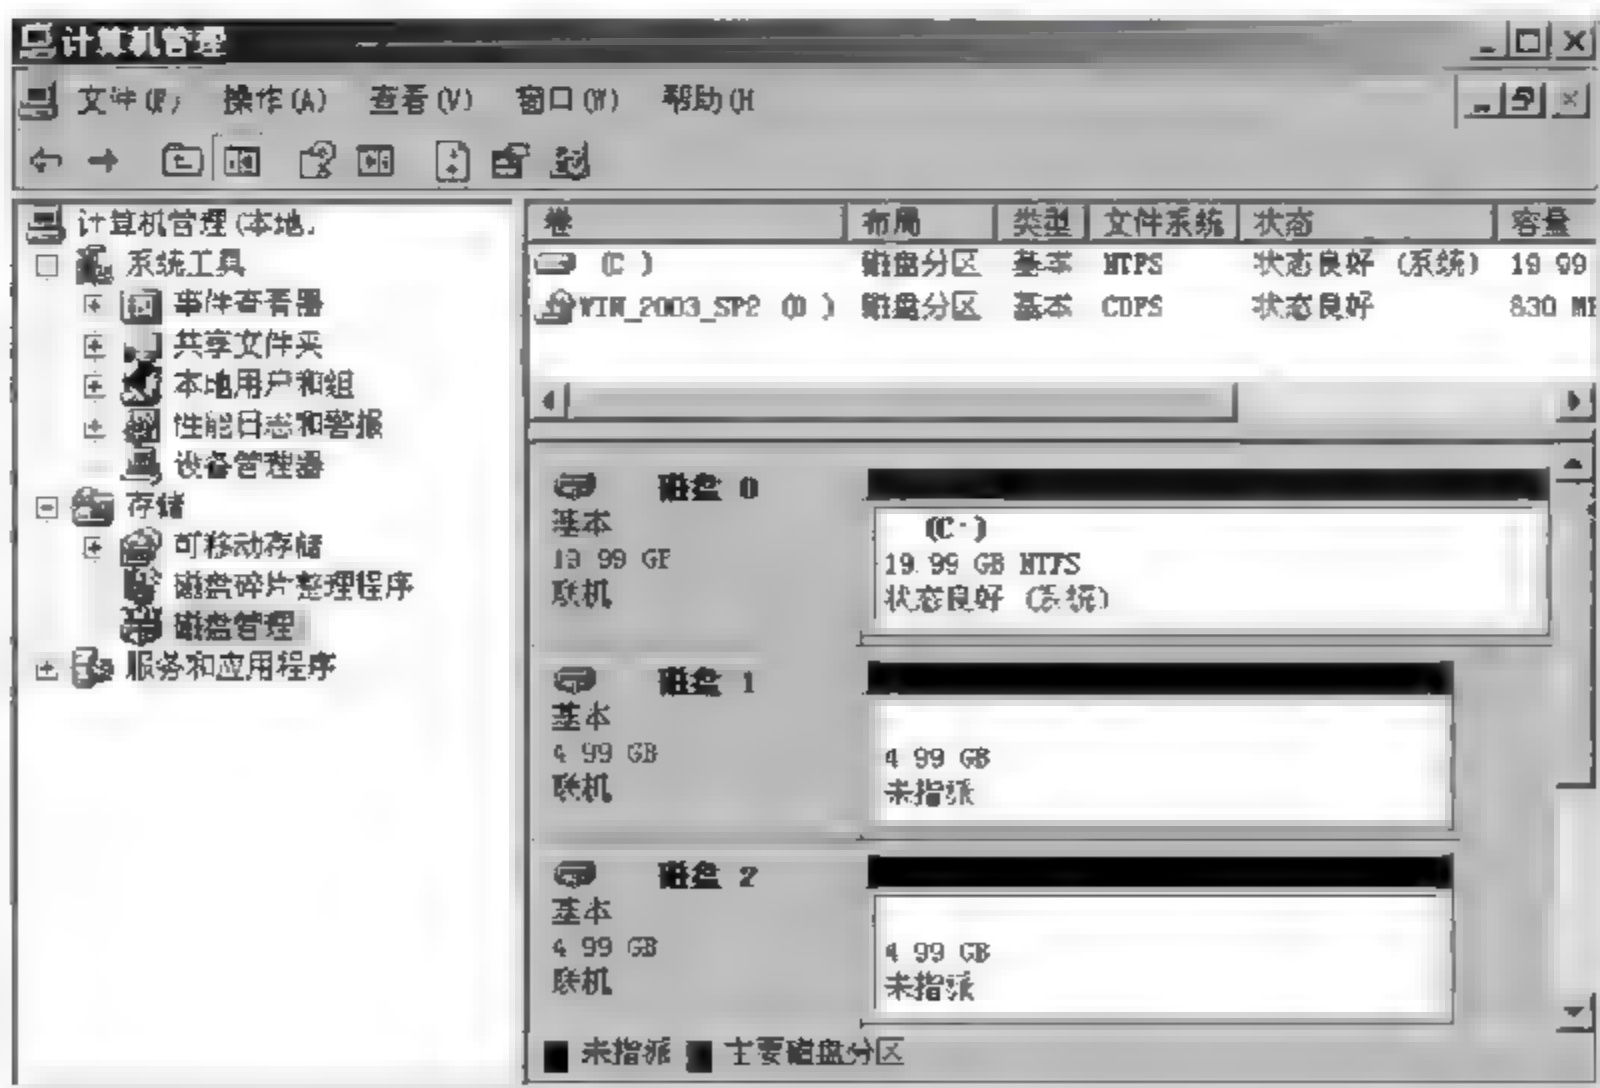 计算机管理
文件(F) 操作(A) 查看(V) 窗口(W) 帮助(H
计算机管理(本地
系统工具
事件查看器
共享文件夹
本地用户和组
性能日志和警报
设备管理器
存储
可移动存储
磁盘碎片整理程序
磁盘管理
服务和应用程序
卷 布局 类型 文件系统 状态 容量
(C ) 磁盘分区 基本 NTFS 状态良好 (系统) 19 99
WIN_2003_SP2 (D ) 磁盘分区 基本 CDFS 状态良好 830 MB
磁盘 0
基本
19 99 GB
联机
(C:)
19.99 GB NTFS
状态良好 (系统)
磁盘 1
基本
4 99 GB
联机
4 99 GB
未指派
磁盘 2
基本
4 99 GB
联机
4 99 GB
未指派
未指派 主要磁盘分区